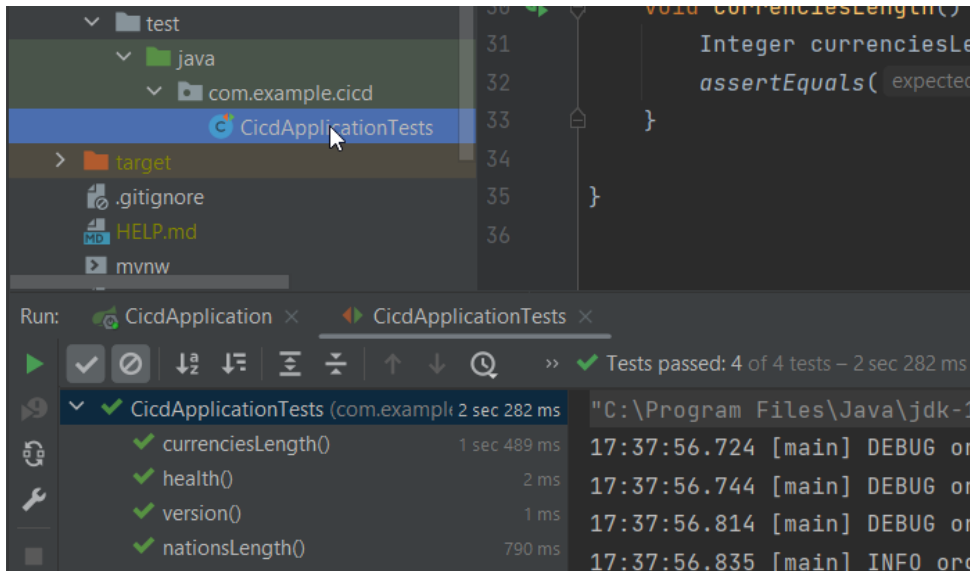 test
java
com.example.cicd
CicdApplicationTests
target
.gitignore
MD HELP.md
mvnw
30 void currenciesLength()
31 Integer currenciesLe
32 assertEquals( expected
33 }
34
35 }
36
Run: CicdApplication × CicdApplicationTests ×
» Tests passed: 4 of 4 tests – 2 sec 282 ms
CicdApplicationTests (com.example 2 sec 282 ms
currenciesLength() 1 sec 489 ms
health() 2 ms
version() 1 ms
nationsLength() 790 ms
"C:\Program Files\Java\jdk-1
17:37:56.724 [main] DEBUG or
17:37:56.744 [main] DEBUG or
17:37:56.814 [main] DEBUG or
17:37:56.835 [main] INFO org